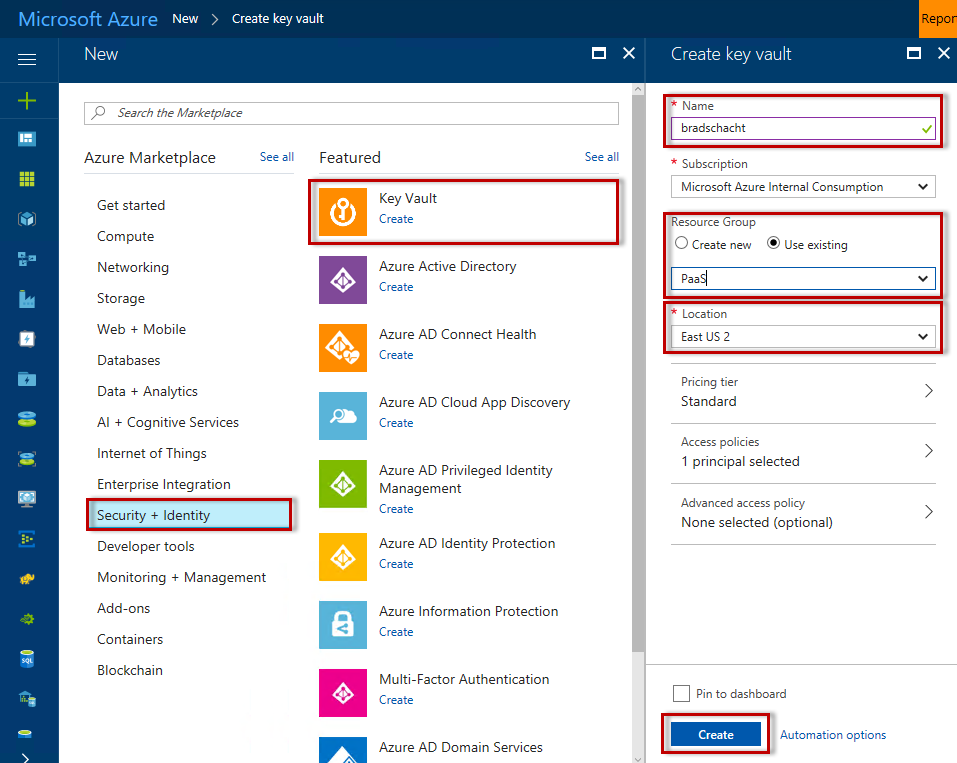 Microsoft Azure New > Create key vault
Repor
New
Search the Marketplace
Azure Marketplace
See all
Get started
Compute
Networking
Storage
Web + Mobile
Databases
Data + Analytics
AI + Cognitive Services
Internet of Things
Enterprise Integration
Security + Identity
Developer tools
Monitoring + Management
Add-ons
Containers
Blockchain
Featured
See all
Key Vault
Create
Azure Active Directory
Create
Azure AD Connect Health
Create
Azure AD Cloud App Discovery
Create
Azure AD Privileged Identity
Management
Create
Azure AD Identity Protection
Create
Azure Information Protection
Create
Multi-Factor Authentication
Create
Azure AD Domain Services
Create key vault
* Name
bradschacht
* Subscription
Microsoft Azure Internal Consumption
Resource Group
Create new Use existing
PaaS
* Location
East US 2
Pricing tier
Standard
Access policies
1 principal selected
Advanced access policy
None selected (optional)
Pin to dashboard
Create
Automation options
SQL